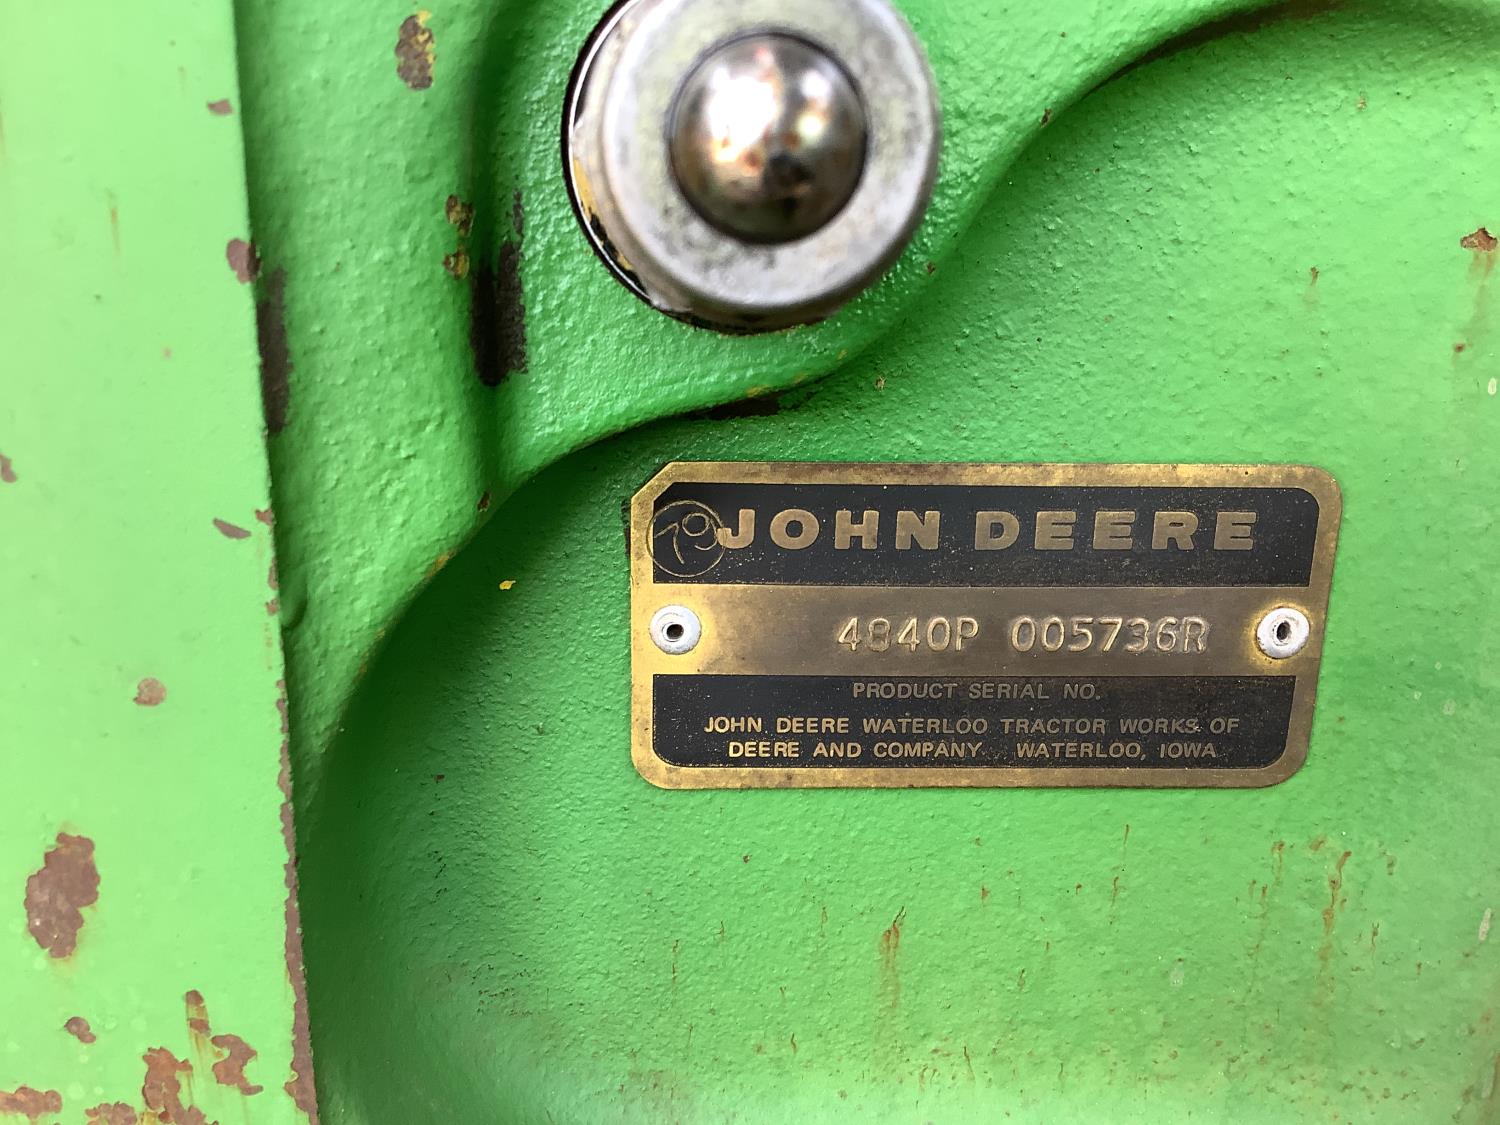 79 JOHN DEERE
4840P 005736R
PRODUCT SERIAL NO.
JOHN DEERE WATERLOO TRACTOR WORKS OF
DEERE AND COMPANY WATERLOO, IOWA